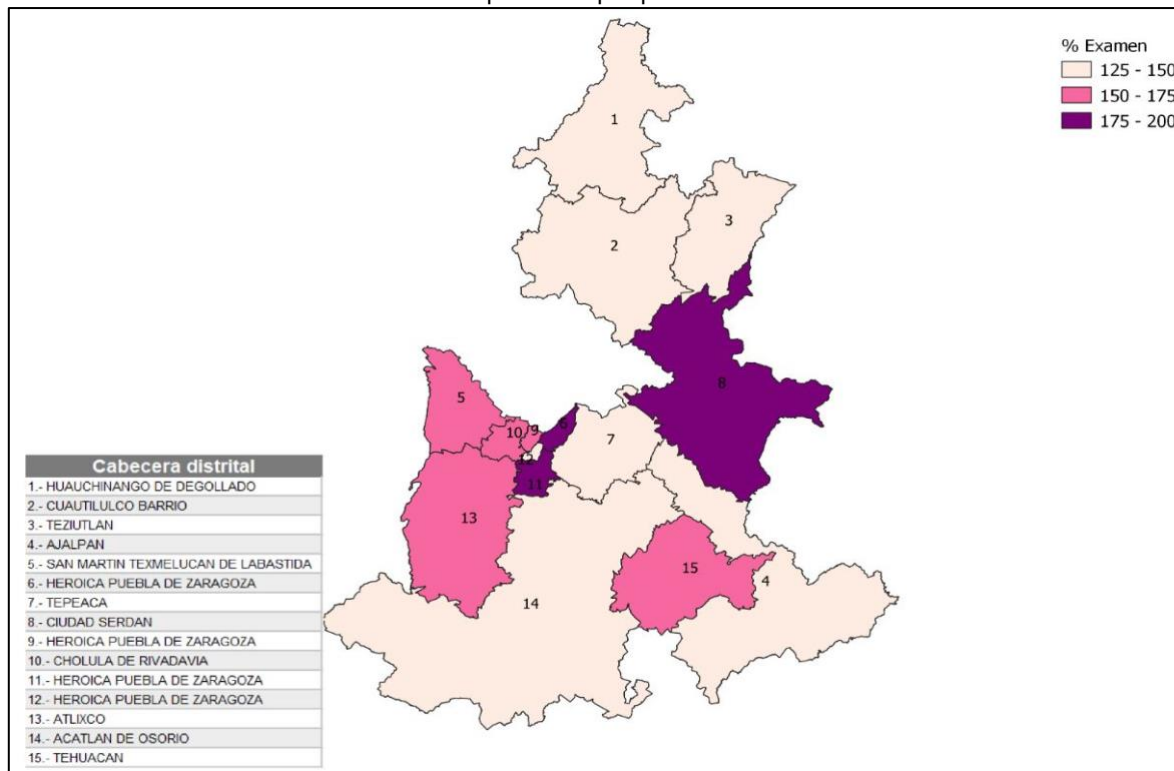 % Examen
125 - 150
150 - 175
175 - 200
1
2
3
8
5
6
9
10
7
12
11
13
15
4
14
Cabecera distrital
1.- HUAUCHINANGO DE DEGOLLADO
2.- CUAUTILULCO BARRIO
3.- TEZIUTLAN
4.- AJALPAN
5.- SAN MARTIN TEXMELUCAN DE LABASTIDA
6.- HEROICA PUEBLA DE ZARAGOZA
7.- TEPEACA
8.- CIUDAD SERDAN
9.- HEROICA PUEBLA DE ZARAGOZA
10.- CHOLULA DE RIVADAVIA
11.- HEROICA PUEBLA DE ZARAGOZA
12.- HEROICA PUEBLA DE ZARAGOZA
13.- ATLIXCO
14.- ACATLAN DE OSORIO
15.- TEHUACAN